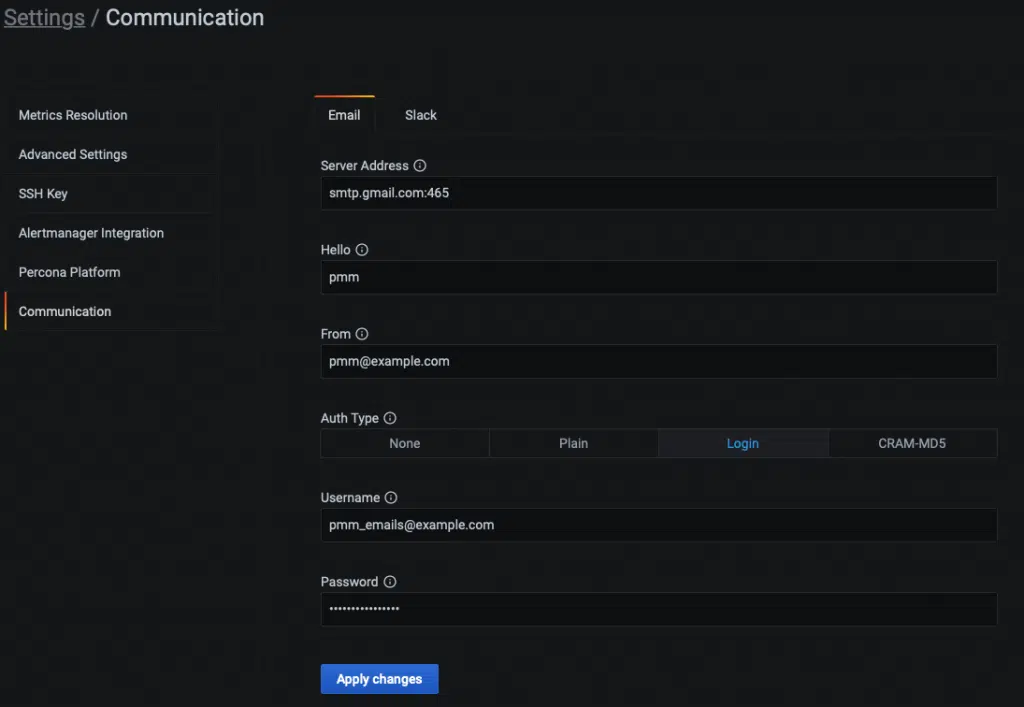 Settings / Communication
Metrics Resolution
Advanced Settings
SSH Key
Alertmanager Integration
Percona Platform
Communication
Email Slack
Server Address
smtp.gmail.com:465
Hello
pmm
From
pmm@example.com
Auth Type
None Plain Login CRAM-MD5
Username
pmm_emails@example.com
Password
••••••••••••••••
Apply changes